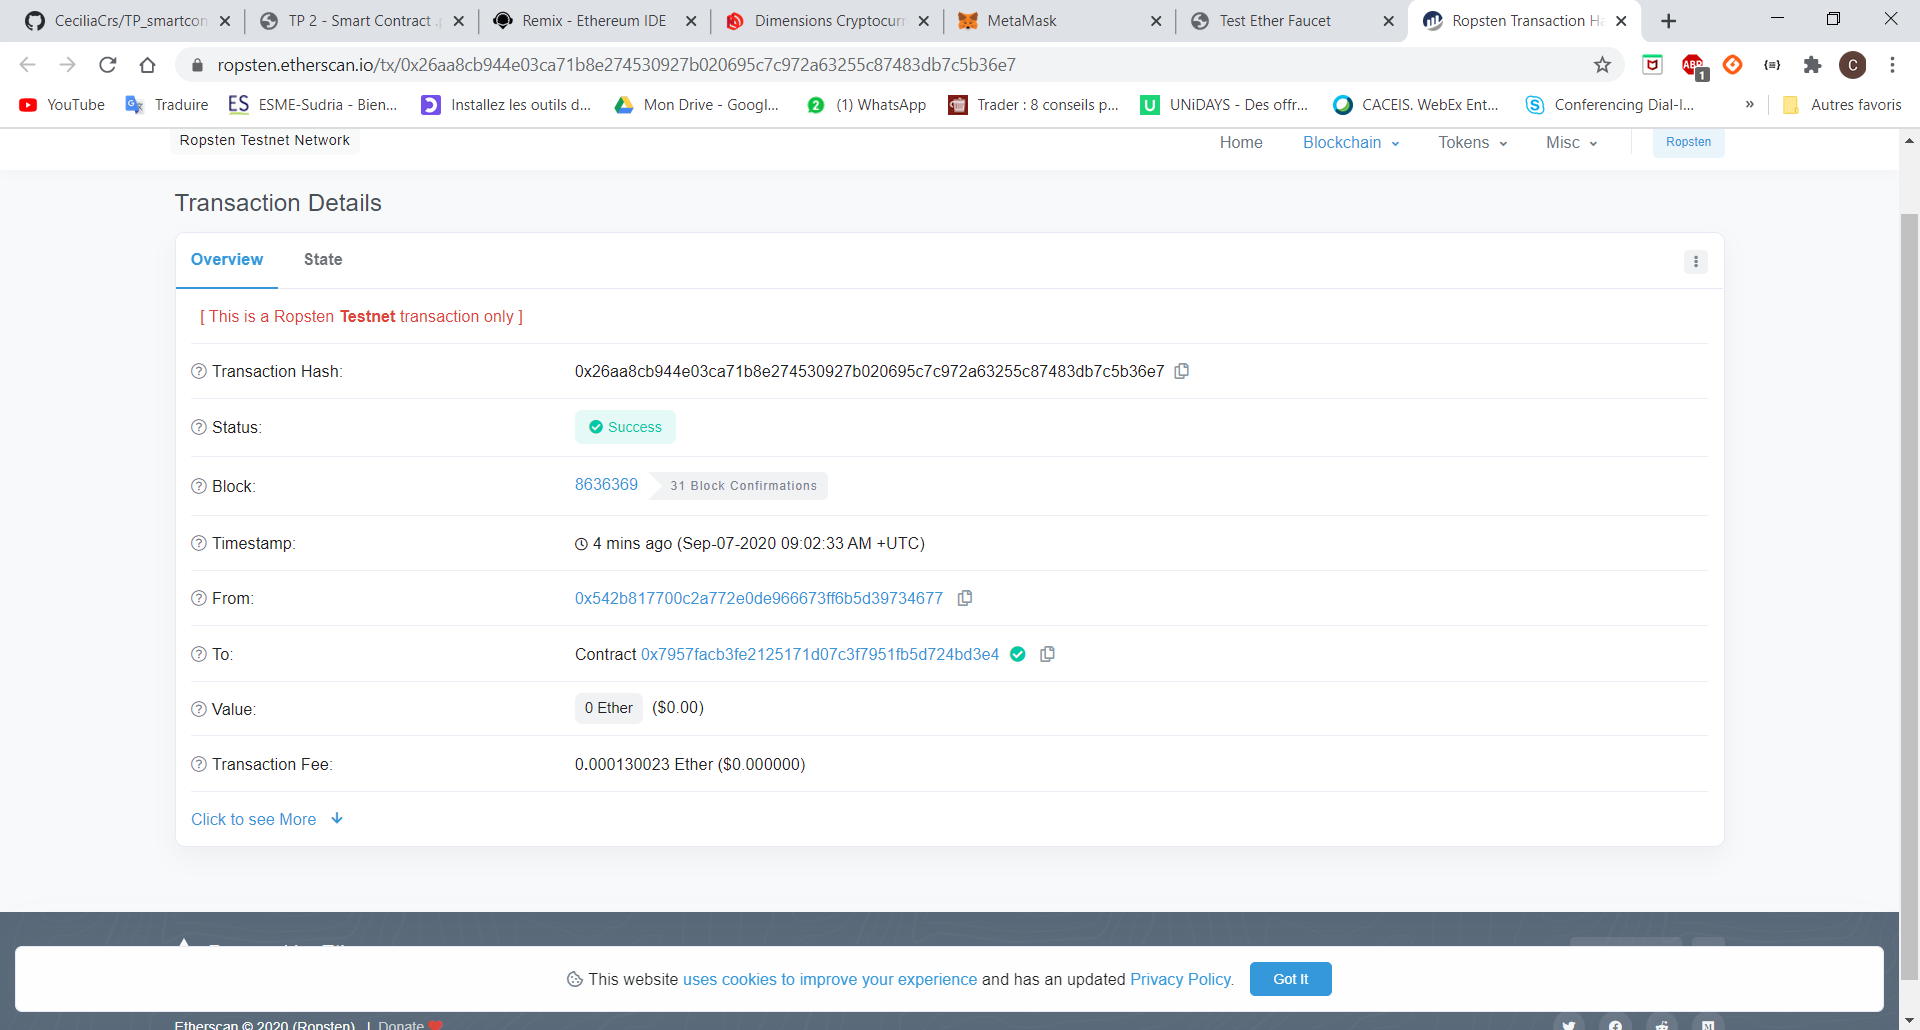 CeciliaCrs/TP_smartcon
TP 2 - Smart Contract .p
Remix - Ethereum IDE
Dimensions Cryptocurr
MetaMask
Test Ether Faucet
Ropsten Transaction Ha
ropsten.etherscan.io/tx/0x26aa8cb944e03ca71b8e274530927b020695c7c972a63255c87483db7c5b36e7
ABP
1
C
YouTube
Traduire
ES ESME-Sudria - Bien...
Installez les outils d...
Mon Drive - Googl...
2 (1) WhatsApp
Trader : 8 conseils p...
U UNiDAYS - Des offr...
CACEIS. WebEx Ent...
Conferencing Dial-I...
»
Autres favoris
Ropsten Testnet Network
Home
Blockchain
Tokens
Misc
Ropsten
Transaction Details
Overview
State
[ This is a Ropsten Testnet transaction only ]
Transaction Hash:
0x26aa8cb944e03ca71b8e274530927b020695c7c972a63255c87483db7c5b36e7
Status:
Success
Block:
8636369 31 Block Confirmations
Timestamp:
4 mins ago (Sep-07-2020 09:02:33 AM +UTC)
From:
0x542b817700c2a772e0de966673ff6b5d39734677
To:
Contract 0x7957facb3fe2125171d07c3f7951fb5d724bd3e4
Value:
0 Ether ($0.00)
Transaction Fee:
0.000130023 Ether ($0.000000)
Click to see More
This website uses cookies to improve your experience and has an updated Privacy Policy.
Got It
Etherscan © 2020 (Ropsten) | Donate